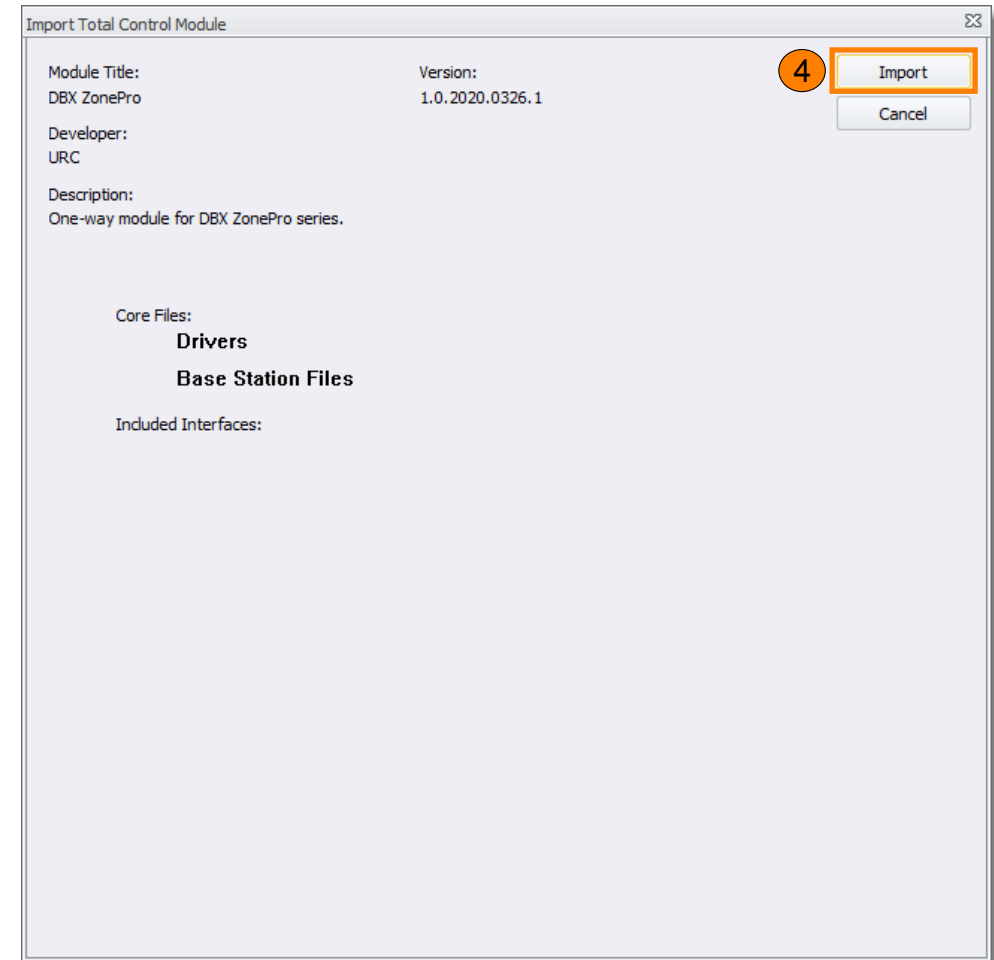 Import Total Control Module
Module Title:
Version:
4
Import
DBX ZonePro
1.0.2020.0326.1
Cancel
Developer:
URC
Description:
One-way module for DBX ZonePro series.
Core Files:
Drivers
Base Station Files
Included Interfaces: